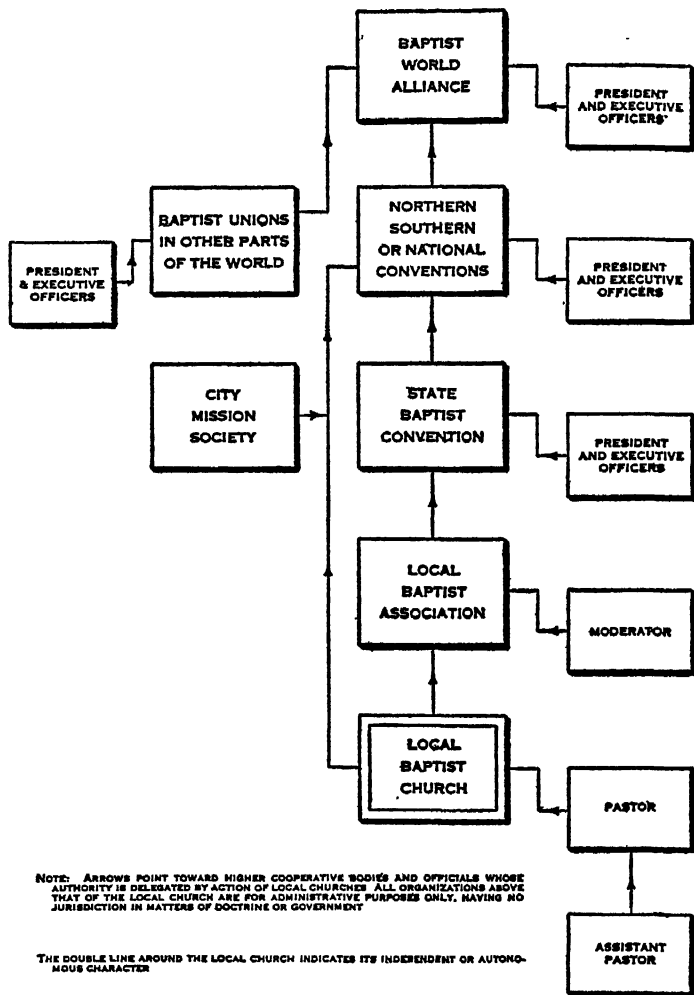 BAPTIST
WORLD
ALLIANCE
PRESIDENT
AND EXECUTIVE
OFFICERS
BAPTIST UNIONS
IN OTHER PARTS
OF THE WORLD
NORTHERN
SOUTHERN
OR NATIONAL
CONVENTIONS
PRESIDENT
& EXECUTIVE
OFFICERS
PRESIDENT
AND EXECUTIVE
OFFICERS
CITY
MISSION
SOCIETY
STATE
BAPTIST
CONVENTION
PRESIDENT
AND EXECUTIVE
OFFICERS
LOCAL
BAPTIST
ASSOCIATION
MODERATOR
LOCAL
BAPTIST
CHURCH
PASTOR
ASSISTANT
PASTOR
NOTE: ARROWS POINT TOWARD HIGHER COOPERATIVE BODIES AND OFFICIALS WHOSE
AUTHORITY IS DELEGATED BY ACTION OF LOCAL CHURCHES ALL ORGANIZATIONS ABOVE
THAT OF THE LOCAL CHURCH ARE FOR ADMINISTRATIVE PURPOSES ONLY, HAVING NO
JURISDICTION IN MATTERS OF DOCTRINE OR GOVERNMENT
THE DOUBLE LINE AROUND THE LOCAL CHURCH INDICATES ITS INDEPENDENT OR AUTONO-
MOUS CHARACTER